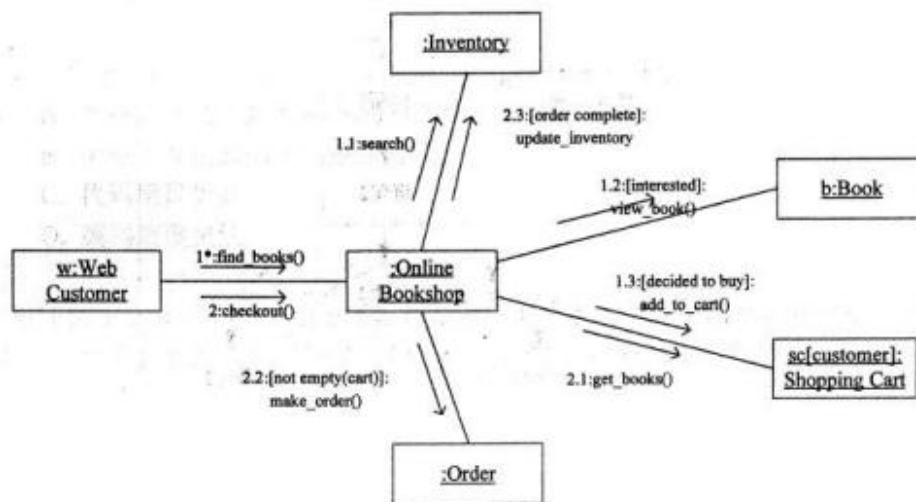 :Inventory
1.1:search()
2.3:[order complete]:
update_inventory
1.2:[interested]:
view_book()
b:Book
w:Web
Customer
1*:find_books()
2:checkout()
:Online
Bookshop
1.3:[decided to buy]:
add_to_cart()
2.1:get_books()
sc[customer]:
Shopping Cart
2.2:[not empty(cart)]:
make_order()
:Order